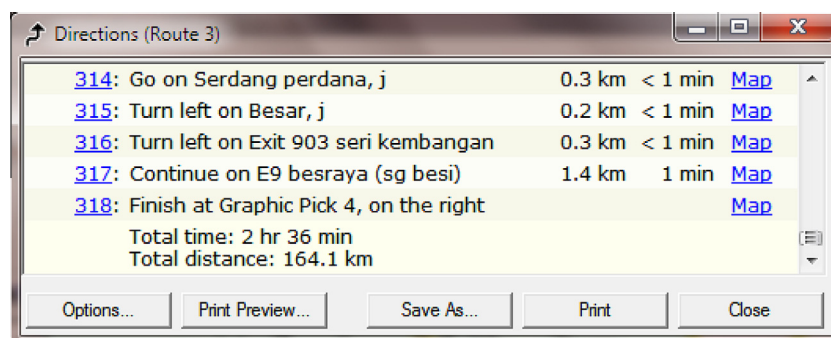 Directions (Route 3)
314: Go on Serdang perdana, j 0.3 km < 1 min Map
315: Turn left on Besar, j 0.2 km < 1 min Map
316: Turn left on Exit 903 seri kembangan 0.3 km < 1 min Map
317: Continue on E9 besraya (sg besi) 1.4 km 1 min Map
318: Finish at Graphic Pick 4, on the right Map
Total time: 2 hr 36 min
Total distance: 164.1 km
Options... Print Preview... Save As... Print Close